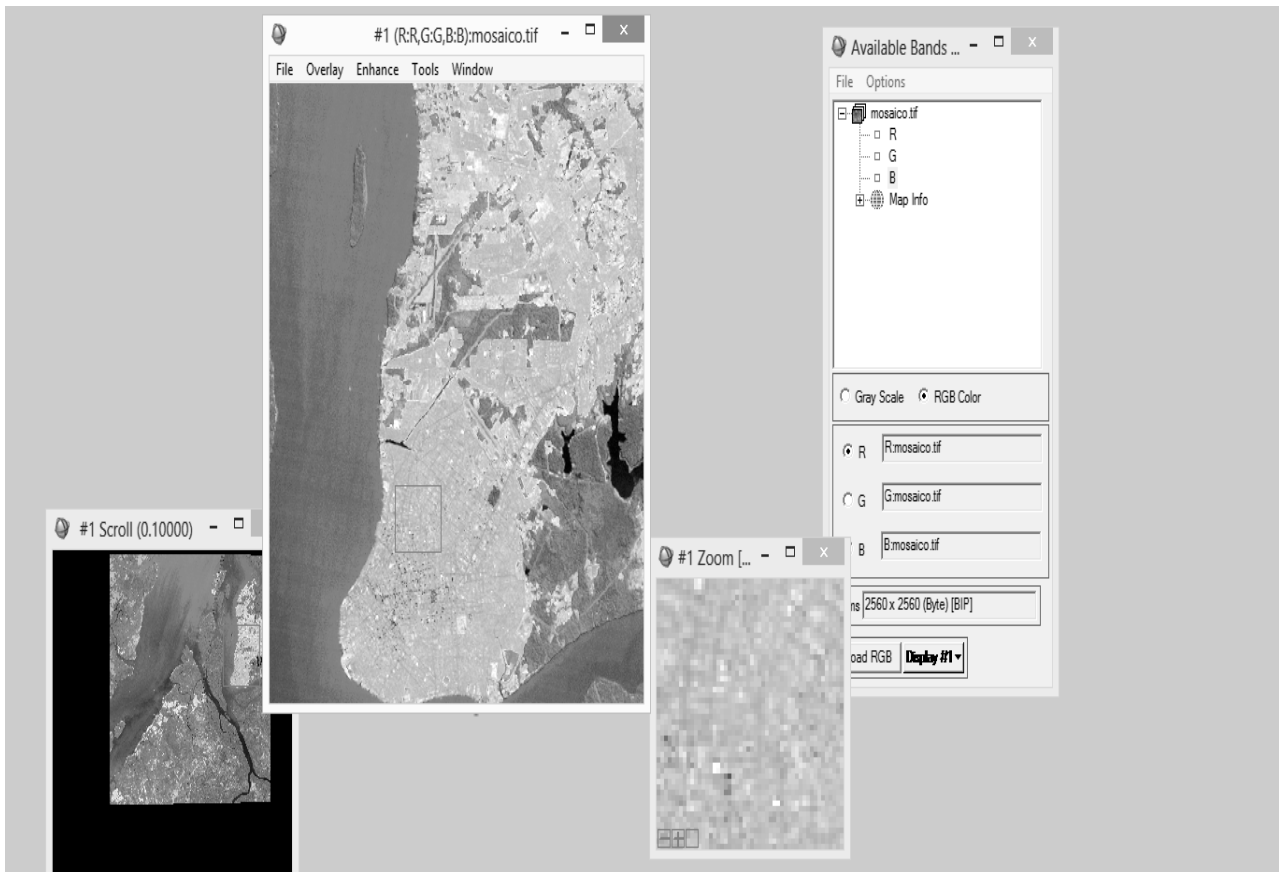 #1 (R:R,G:G,B:B):mosaico.tif
File Overlay Enhance Tools Window
Available Bands ...
File Options
mosaico.tif
R
G
B
Map Info
Gray Scale RGB Color
R R:mosaico.tif
G G:mosaico.tif
B B:mosaico.tif
2560 x 2560 (Byte) [BIP]
RGB Display #1
#1 Scroll (0.10000)
#1 Zoom [...